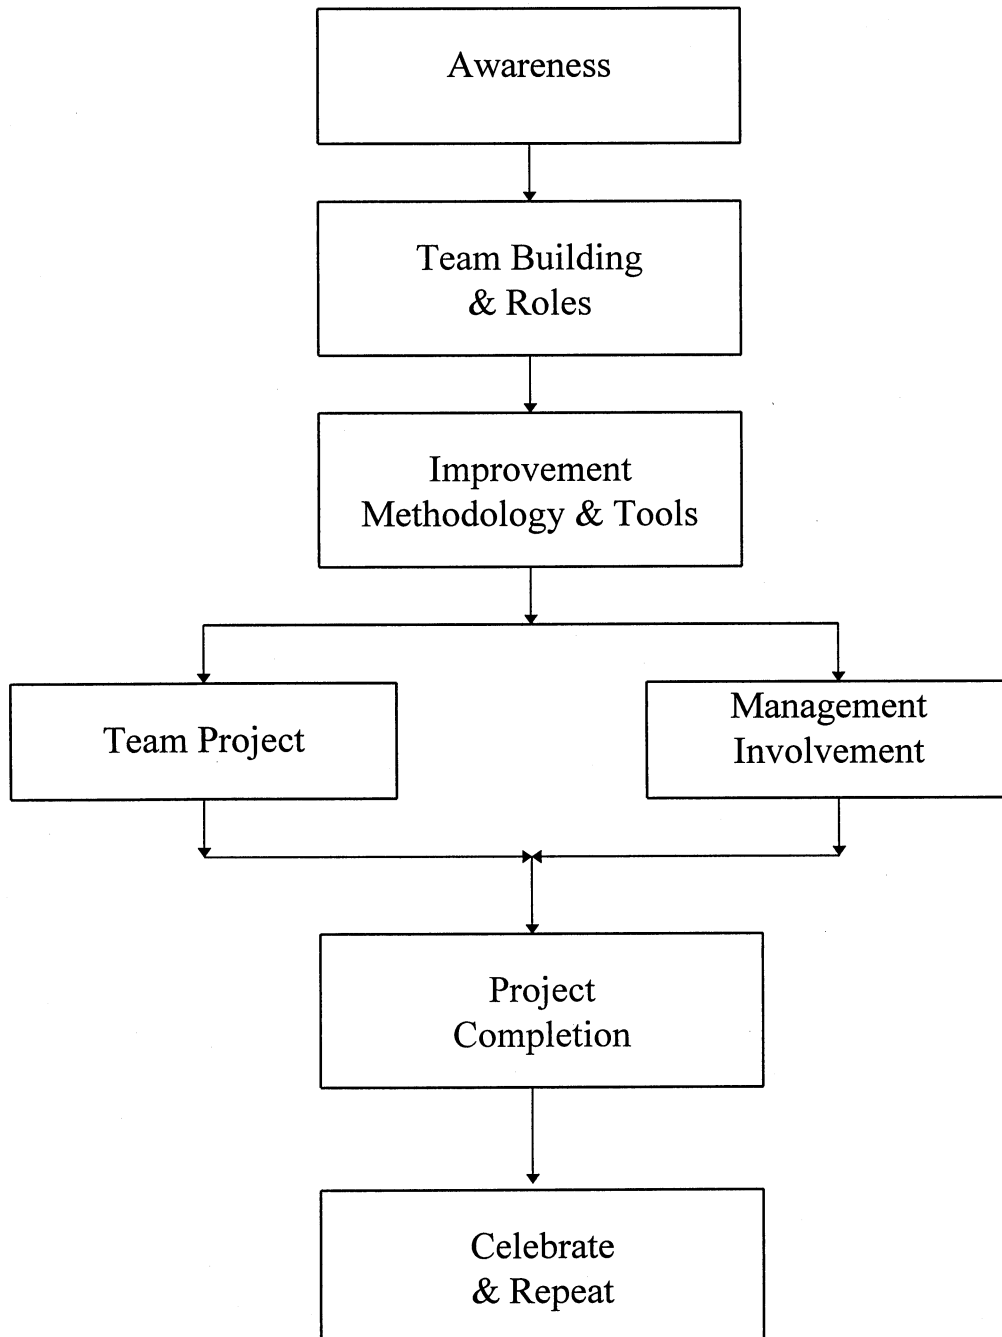 Awareness
Team Building
& Roles
Improvement
Methodology & Tools
Team Project
Management
Involvement
Project
Completion
Celebrate
& Repeat